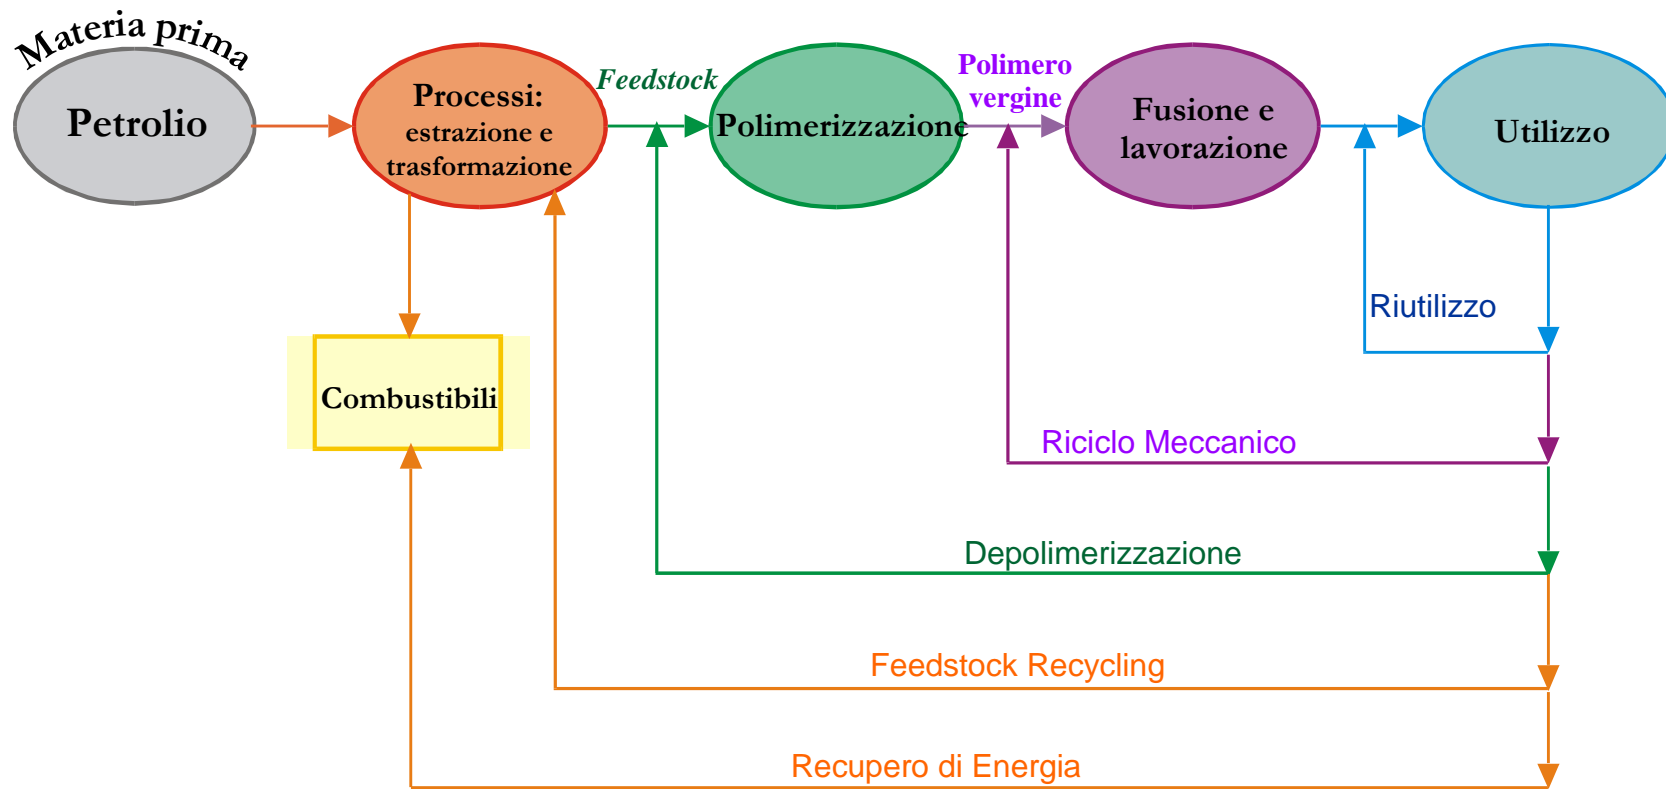 Materia prima
Petrolio
Processi:
estrazione e
trasformazione
Feedstock
Polimerizzazione
Polimero
vergine
Fusione e
lavorazione
Utilizzo
Riutilizzo
Combustibili
Riciclo Meccanico
Depolimerizzazione
Feedstock Recycling
Recupero di Energia